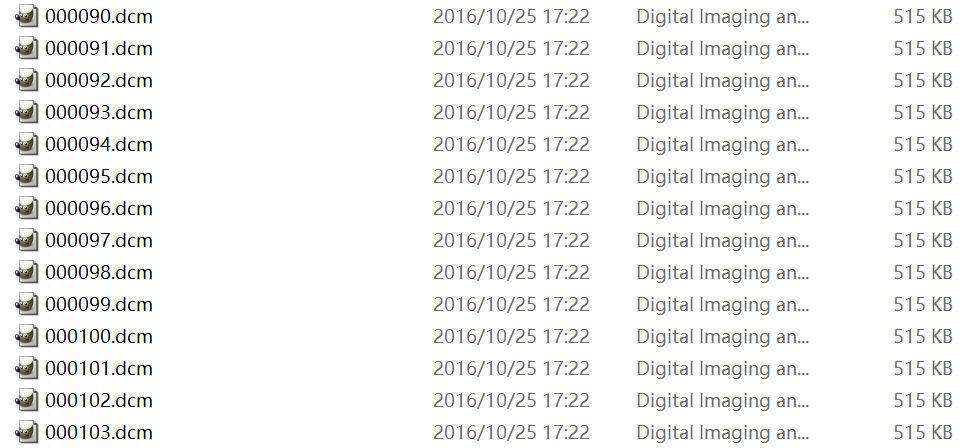 000090.dcm 2016/10/25 17:22 Digital Imaging an... 515 KB
000091.dcm 2016/10/25 17:22 Digital Imaging an... 515 KB
000092.dcm 2016/10/25 17:22 Digital Imaging an... 515 KB
000093.dcm 2016/10/25 17:22 Digital Imaging an... 515 KB
000094.dcm 2016/10/25 17:22 Digital Imaging an... 515 KB
000095.dcm 2016/10/25 17:22 Digital Imaging an... 515 KB
000096.dcm 2016/10/25 17:22 Digital Imaging an... 515 KB
000097.dcm 2016/10/25 17:22 Digital Imaging an... 515 KB
000098.dcm 2016/10/25 17:22 Digital Imaging an... 515 KB
000099.dcm 2016/10/25 17:22 Digital Imaging an... 515 KB
000100.dcm 2016/10/25 17:22 Digital Imaging an... 515 KB
000101.dcm 2016/10/25 17:22 Digital Imaging an... 515 KB
000102.dcm 2016/10/25 17:22 Digital Imaging an... 515 KB
000103.dcm 2016/10/25 17:22 Digital Imaging an... 515 KB